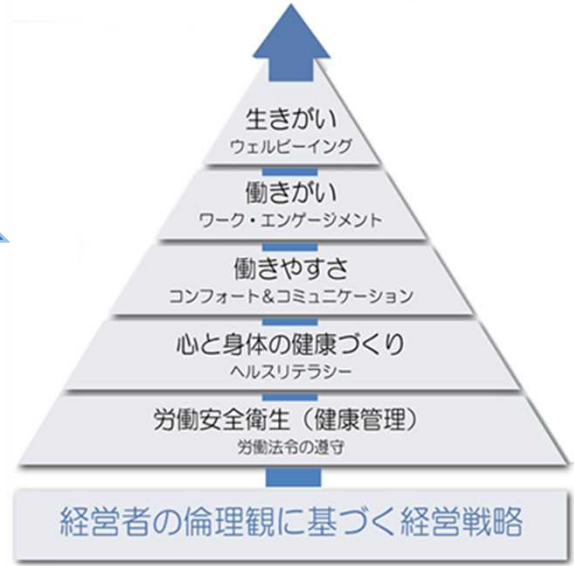 生きがい
ウェルビーイング
働きがい
ワーク・エンゲージメント
働きやすさ
コンフォート&コミュニケーション
心と身体の健康づくり
ヘルスリテラシー
労働安全衛生（健康管理）
労働法令の遵守
経営者の倫理観に基づく経営戦略